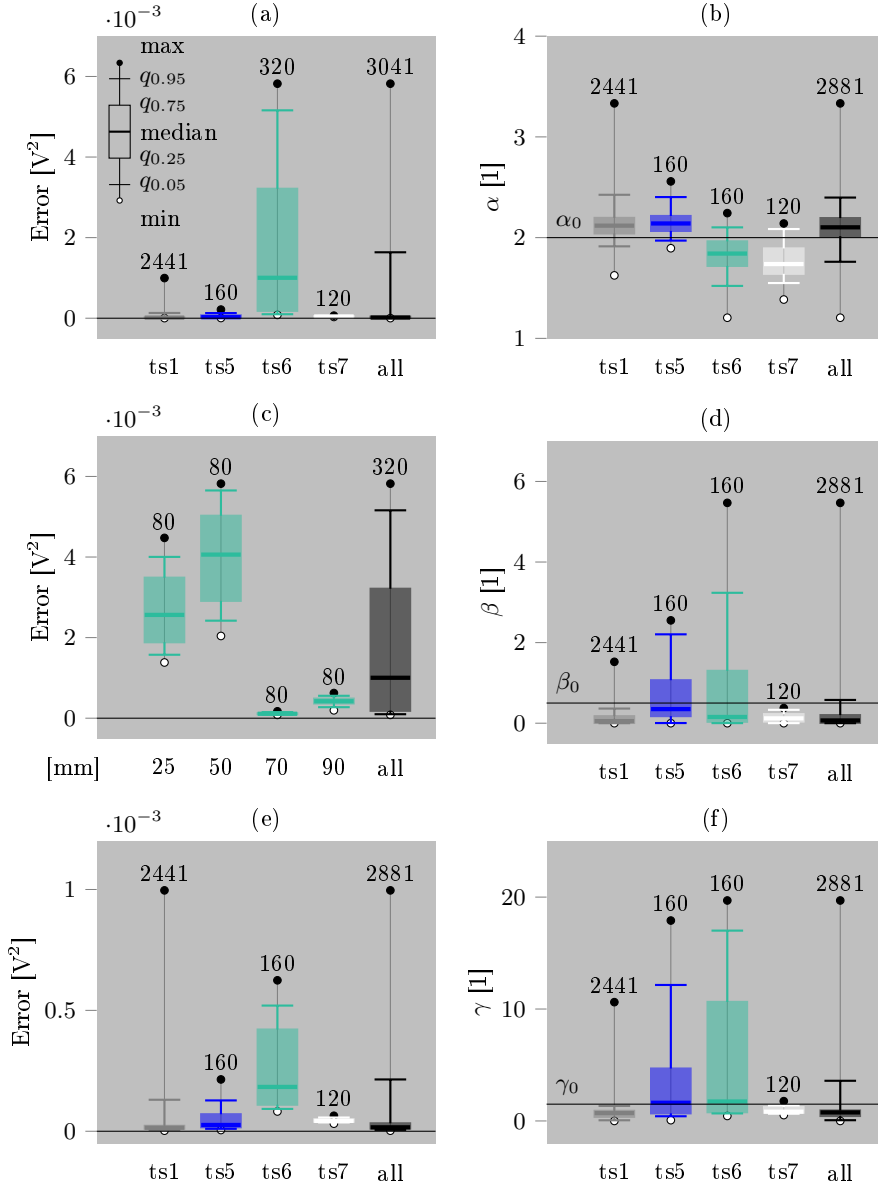 ·10⁻³
(a)
max
q0.95
q0.75
median
q0.25
q0.05
min
6
4
2
0
Error [V²]
2441
160
320
120
3041
ts1 ts5 ts6 ts7 all
(b)
4
3
2
1
α [1]
α₀
2441
160
160
120
2881
ts1 ts5 ts6 ts7 all
·10⁻³
(c)
6
4
2
0
Error [V²]
80
80
80
80
320
[mm] 25 50 70 90 all
(d)
6
4
2
0
β [1]
β₀
2441
160
160
120
2881
ts1 ts5 ts6 ts7 all
·10⁻³
(e)
1
0.5
0
Error [V²]
2441
160
160
120
2881
ts1 ts5 ts6 ts7 all
(f)
20
10
0
γ [1]
γ₀
2441
160
160
120
2881
ts1 ts5 ts6 ts7 all